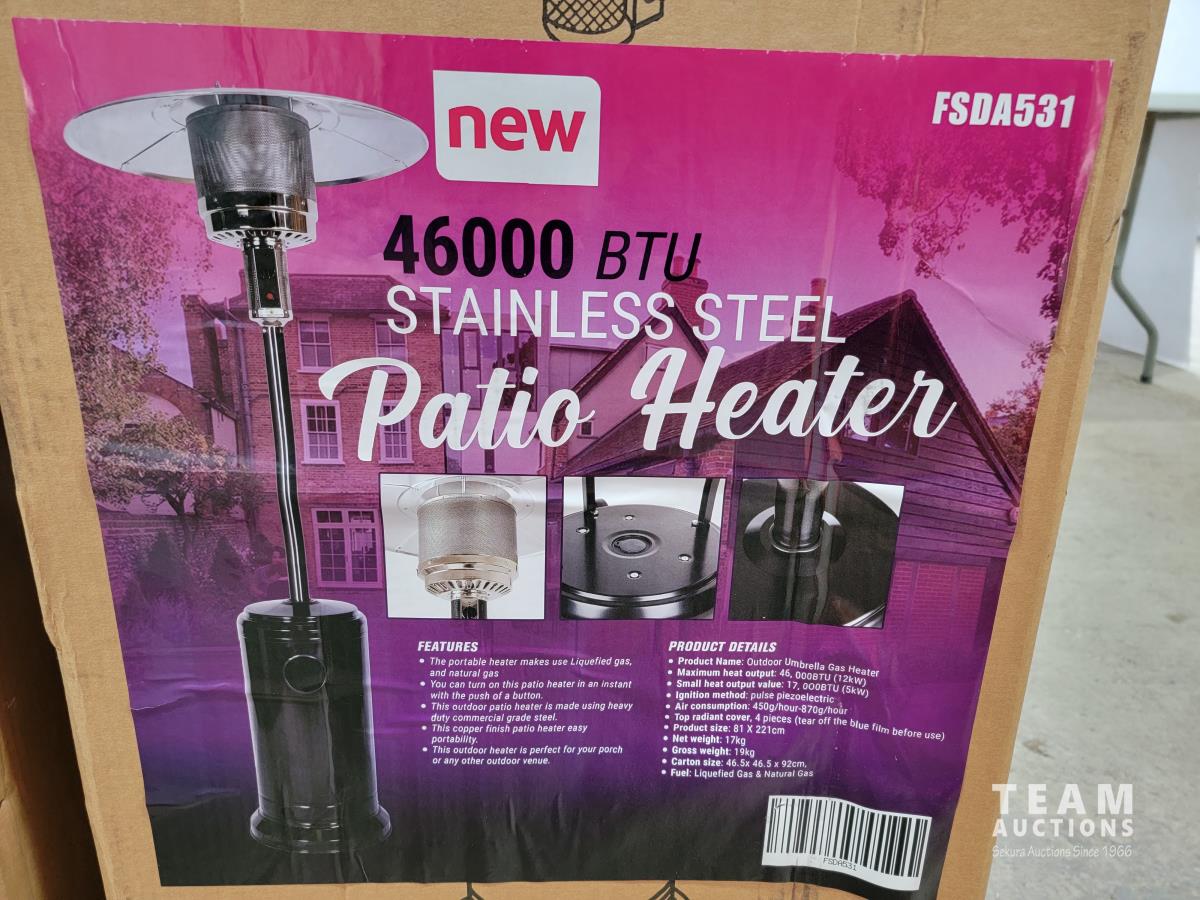 FSDA531
new
46000 BTU
STAINLESS STEEL
Patio Heater
FEATURES
• The portable heater makes use Liquefied gas,
and natural gas
• You can turn on this patio heater in an instant
with the push of a button.
• This outdoor patio heater is made using heavy
duty commercial grade steel.
• This copper finish patio heater easy
portability.
• This outdoor heater is perfect for your porch
or any other outdoor venue.
PRODUCT DETAILS
• Product Name: Outdoor Umbrella Gas Heater
• Maximum heat output: 46, 000BTU (12kW)
• Small heat output value: 17, 000BTU (5kW)
• Ignition method: pulse piezoelectric
• Air consumption: 450g/hour-870g/hour
• Top radiant cover, 4 pieces (tear off the blue film before use)
• Product size: 81 X 221cm
• Net weight: 17kg
• Gross weight: 19kg
• Carton size: 46.5x 46.5 x 92cm,
• Fuel: Liquefied Gas & Natural Gas
FSDA531
TEAM
AUCTIONS
Sekura Auctions Since 1966